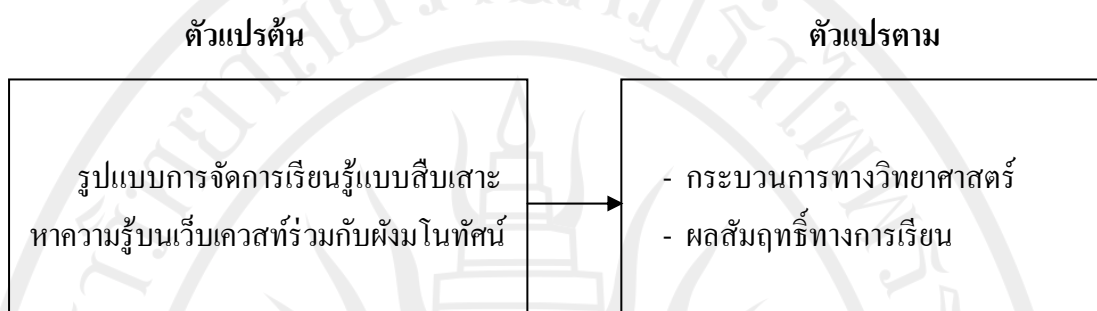 ตัวแปรต้น
ตัวแปรตาม
รูปแบบการจัดการเรียนรู้แบบสืบเสาะ
หาความรู้บนเว็บเควสท์ร่วมกับผังมโนทัศน์
- กระบวนการทางวิทยาศาสตร์
- ผลสัมฤทธิ์ทางการเรียน